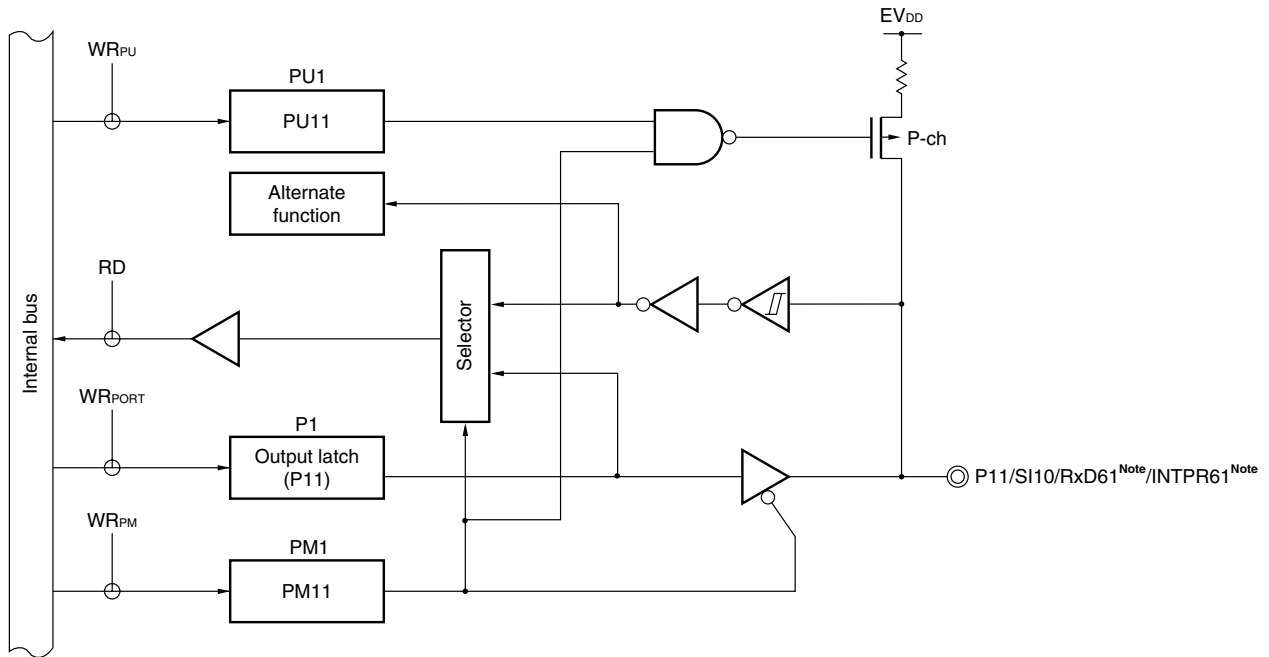 EVDD
WRPU
PU1
PU11
P-ch
Alternate
function
RD
Internal bus
Selector
WRPORT
P1
Output latch
(P11)
P11/SI10/RxD61Note/INTPR61Note
WRPM
PM1
PM11